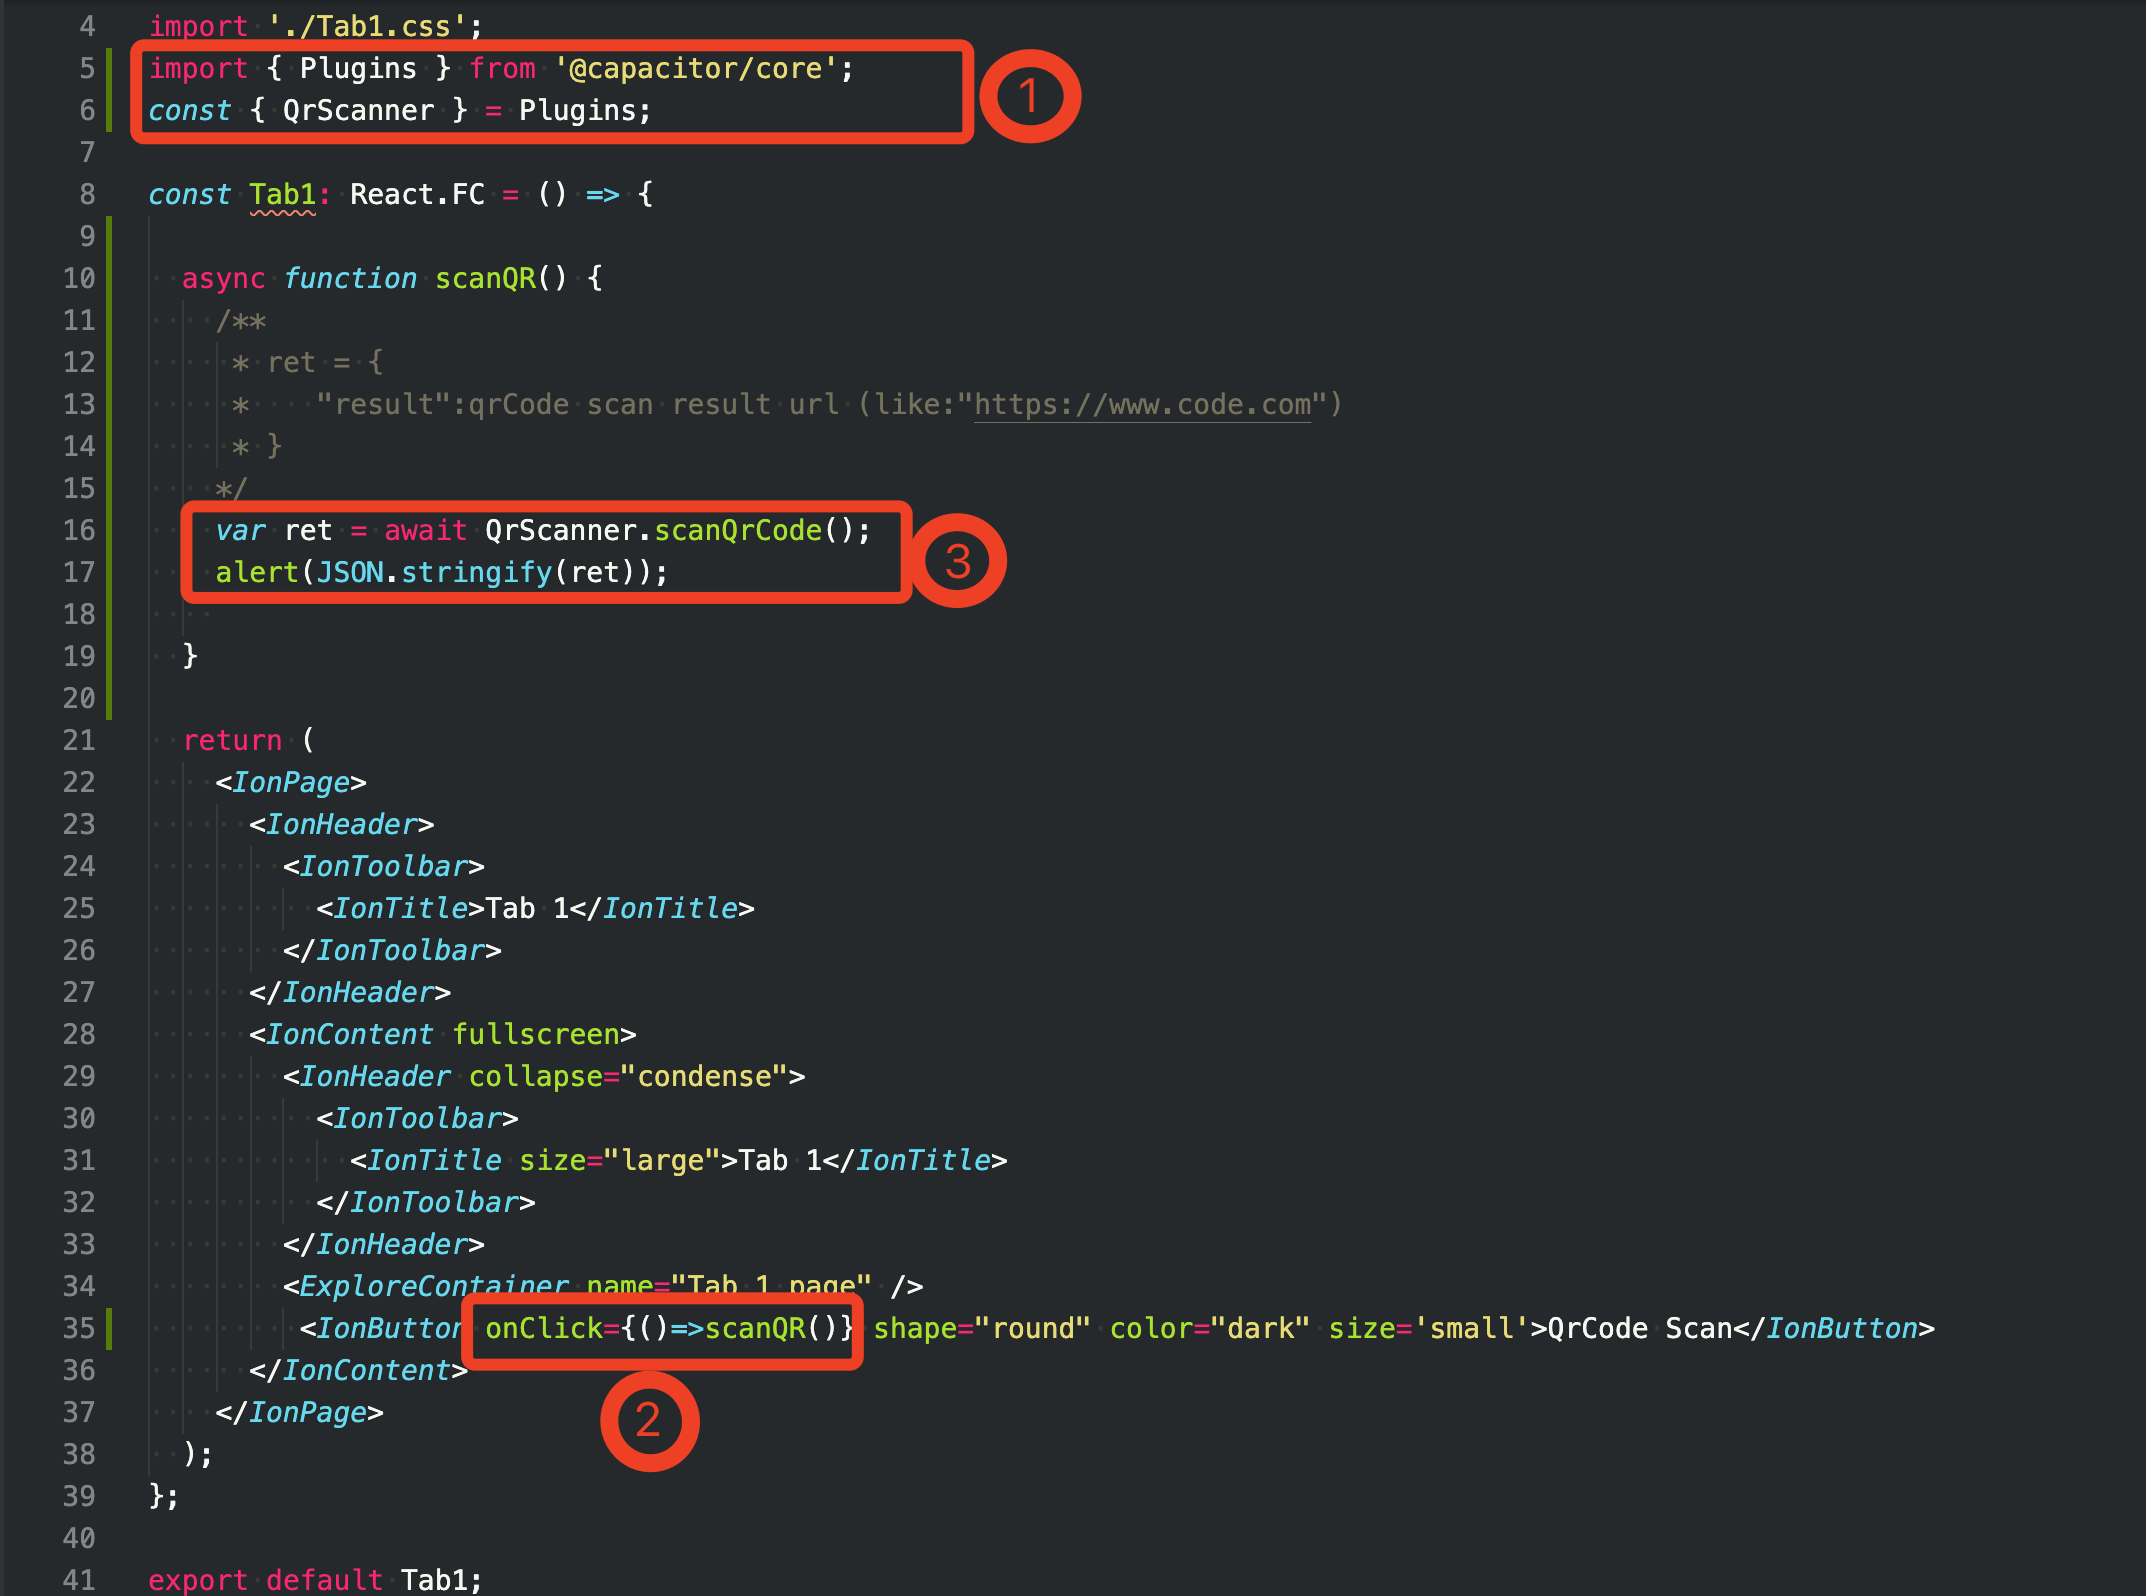 4 import './Tab1.css';
5 import { Plugins } from '@capacitor/core';
6 const { QrScanner } = Plugins;
1
7
8 const Tab1: React.FC = () => {
9
10 async function scanQR() {
11 /**
12 * ret = {
13 * "result":qrCode scan result url (like:"https://www.code.com")
14 * }
15 */
16 var ret = await QrScanner.scanQrCode();
17 alert(JSON.stringify(ret));
3
18
19 }
20
21 return (
22 <IonPage>
23 <IonHeader>
24 <IonToolbar>
25 <IonTitle>Tab 1</IonTitle>
26 </IonToolbar>
27 </IonHeader>
28 <IonContent fullscreen>
29 <IonHeader collapse="condense">
30 <IonToolbar>
31 <IonTitle size="large">Tab 1</IonTitle>
32 </IonToolbar>
33 </IonHeader>
34 <ExploreContainer name="Tab 1 page" />
35 <IonButton onClick={()=>scanQR()} shape="round" color="dark" size='small'>QrCode Scan</IonButton>
36 </IonContent>
37 </IonPage>
2
38 );
39 };
40
41 export default Tab1;